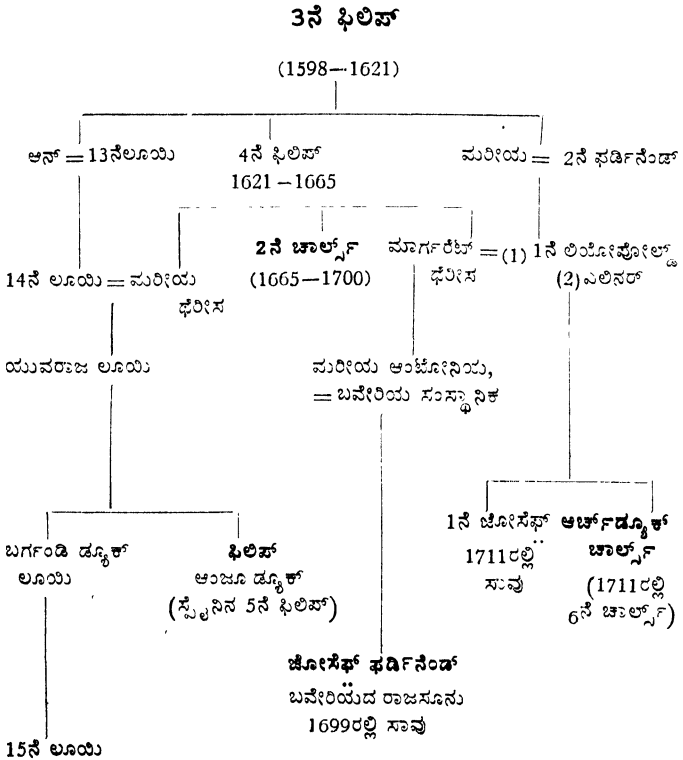 3ನೆ ಫಿಲಿಪ್
(1598–1621)
ಆನ್ = 13ನೆಲೂಯಿ 4ನೆ ಫಿಲಿಪ್ ಮರೀಯ = 2ನೆ ಫರ್ಡಿನೆಂಡ್
1621–1665
2ನೆ ಚಾರ್ಲ್ಸ್ ಮಾರ್ಗರೆಟ್ = (1) 1ನೆ ಲಿಯೋಪೋಲ್ಡ್
14ನೆ ಲೂಯಿ = ಮರೀಯ (1665–1700) ಥೆರೀಸ (2) ಎಲಿನರ್
ಥೆರೀಸ
ಯುವರಾಜ ಲೂಯಿ ಮರೀಯ ಆಂಟೋನಿಯ,
= ಬವೇರಿಯ ಸಂಸ್ಥಾನಿಕ
1ನೆ ಜೋಸೆಫ್ ಆರ್ಚ್‌ಡ್ಯೂಕ್
ಬರ್ಗಂಡಿ ಡ್ಯೂಕ್ ಫಿಲಿಪ್ 1711ರಲ್ಲಿ ಚಾರ್ಲ್ಸ್
ಲೂಯಿ ಆಂಜೂ ಡ್ಯೂಕ್ ಸಾವು (1711ರಲ್ಲಿ
(ಸ್ಪೈನಿನ 5ನೆ ಫಿಲಿಪ್) 6ನೆ ಚಾರ್ಲ್ಸ್)
ಜೋಸೆಫ್ ಫರ್ಡಿನೆಂಡ್
ಬವೇರಿಯದ ರಾಜಸೂನು
1699ರಲ್ಲಿ ಸಾವು
15ನೆ ಲೂಯಿ